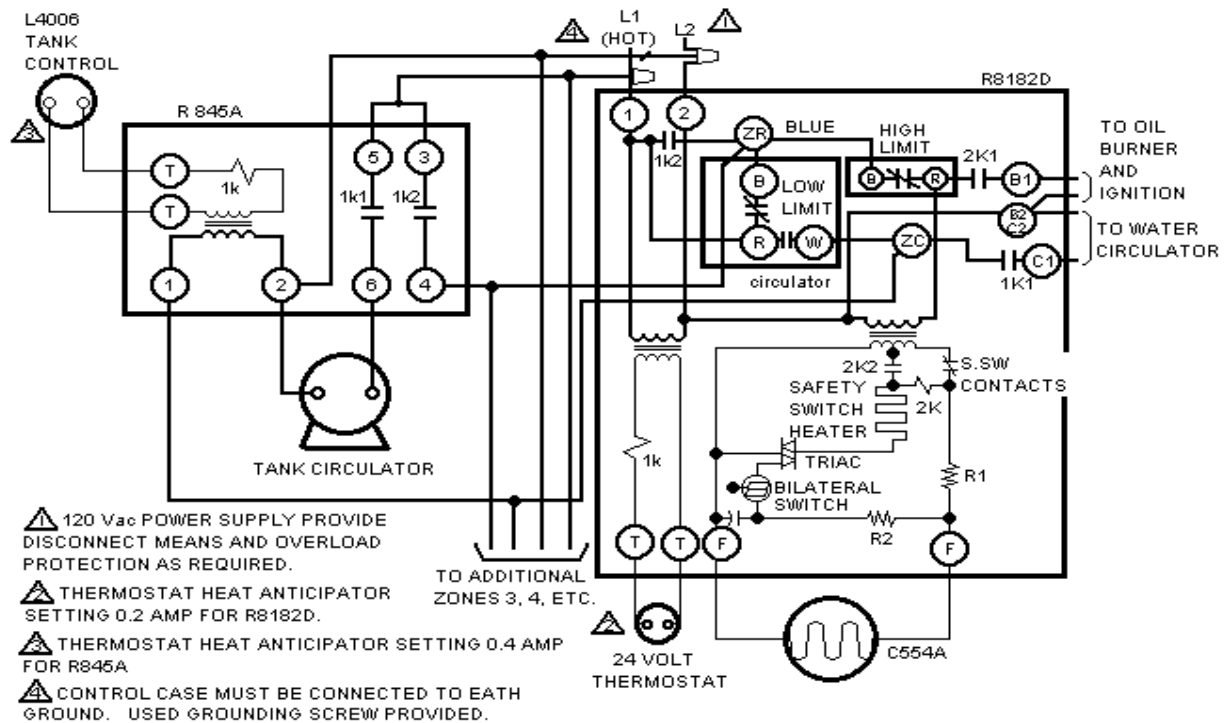 L4006
TANK
CONTROL
3
R 845A
T
1k
T
1
2
5
3
1k1
1k2
6
4
TANK CIRCULATOR
4
L1
(HOT)
L2
1
R8182D
1
2
1k2
ZR
BLUE
HIGH
LIMIT
B
R
2K1
B1
TO OIL
BURNER
AND
IGNITION
B
LOW
LIMIT
R
W
circulator
ZC
B2
C2
TO WATER
CIRCULATOR
C1
1K1
2K2
S.SW
CONTACTS
SAFETY
SWITCH
HEATER
2K
TRIAC
1k
R1
BILATERAL
SWITCH
R2
T
T
F
F
TO ADDITIONAL
ZONES 3, 4, ETC.
2
24 VOLT
THERMOSTAT
C554A
1 120 Vac POWER SUPPLY PROVIDE
DISCONNECT MEANS AND OVERLOAD
PROTECTION AS REQUIRED.
2 THERMOSTAT HEAT ANTICIPATOR
SETTING 0.2 AMP FOR R8182D.
3 THERMOSTAT HEAT ANTICIPATOR SETTING 0.4 AMP
FOR R845A
4 CONTROL CASE MUST BE CONNECTED TO EATH
GROUND. USED GROUNDING SCREW PROVIDED.